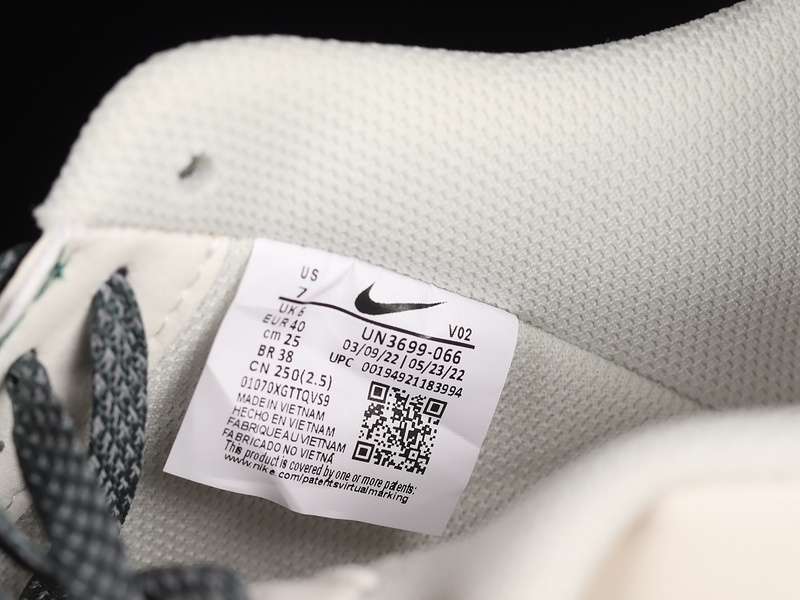 US
7
UK 6
EUR 40
cm 25
BR 38
CN 250(2.5)
01070XGTTQVS9
MADE IN VIETNAM
HECHO EN VIETNAM
FABRIQUE AU VIETNAM
FABRICADO NO VIETNÃ
This product is covered by one or more patents:
www.nike.com/patentsvirtualmarking
V02
UN3699-066
03/09/22 | 05/23/22
UPC 00194921183994